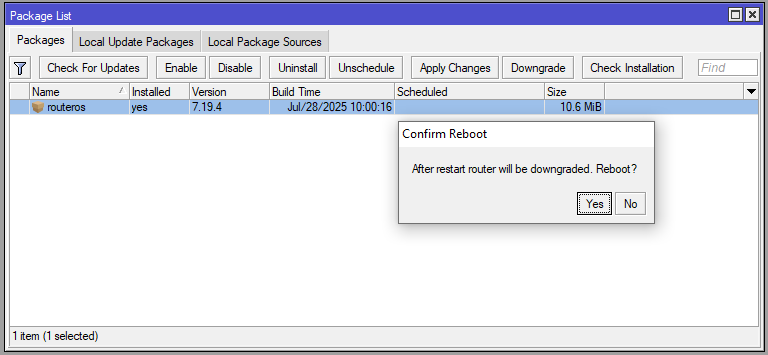 Package List
Packages Local Update Packages Local Package Sources
Check For Updates Enable Disable Uninstall Unschedule Apply Changes Downgrade Check Installation Find
Name Installed Version Build Time Scheduled Size
routeros yes 7.19.4 Jul/28/2025 10:00:16 10.6 MiB
Confirm Reboot
After restart router will be downgraded. Reboot?
Yes No
1 item (1 selected)